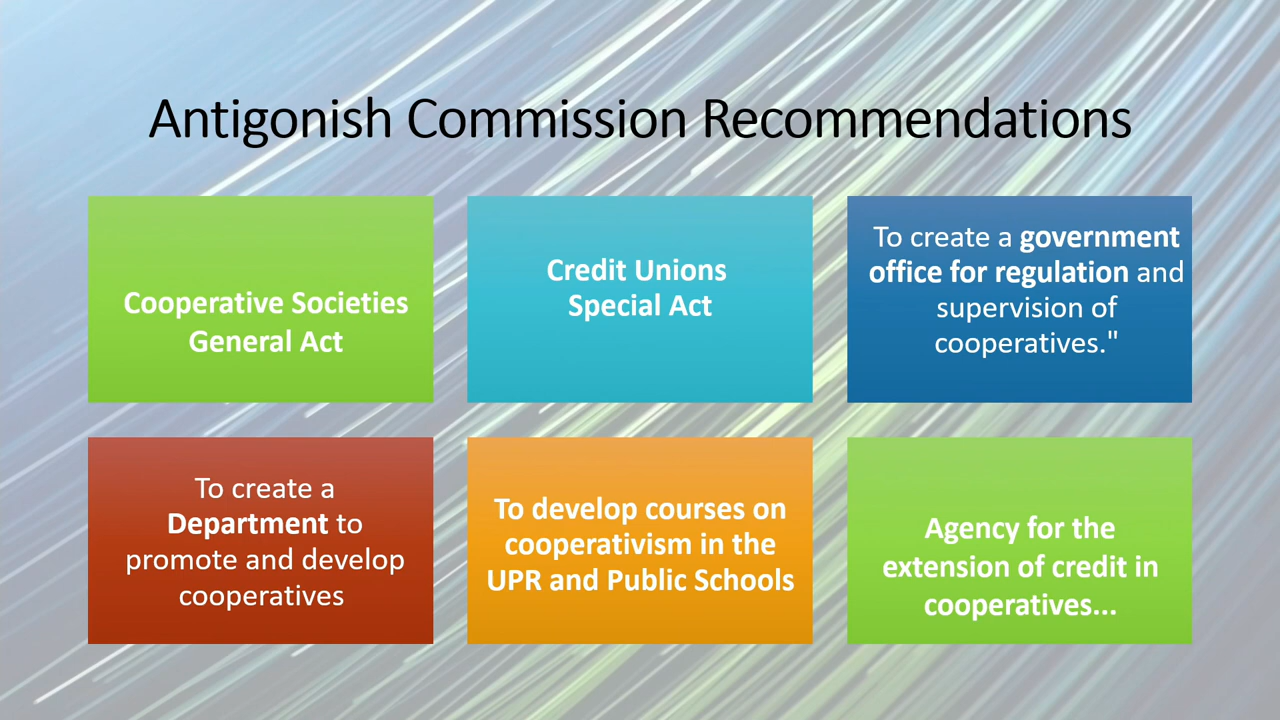 Antigonish Commission Recommendations
Cooperative Societies
General Act
Credit Unions
Special Act
To create a government
office for regulation and
supervision of
cooperatives."
To create a
Department to
promote and develop
cooperatives
To develop courses on
cooperativism in the
UPR and Public Schools
Agency for the
extension of credit in
cooperatives...